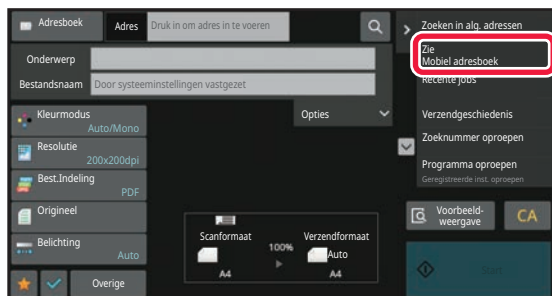 Adresboek
Adres
Druk in om adres in te voeren
Onderwerp
Bestandsnaam
Door systeeminstellingen vastgezet
Kleurmodus
Auto/Mono
Resolutie
200x200dpi
Best.Indeling
PDF
Origineel
Belichting
Auto
Overige
Opties
Scanformaat
A4
100%
Verzendformaat
Auto
A4
Zoeken in alg. adressen
Zie
Mobiel adresboek
Recente jobs
Verzendgeschiedenis
Zoeknummer oproepen
Programma oproepen
Geregistreerde inst. oproepen
Voorbeeld-
weergave
CA
Start